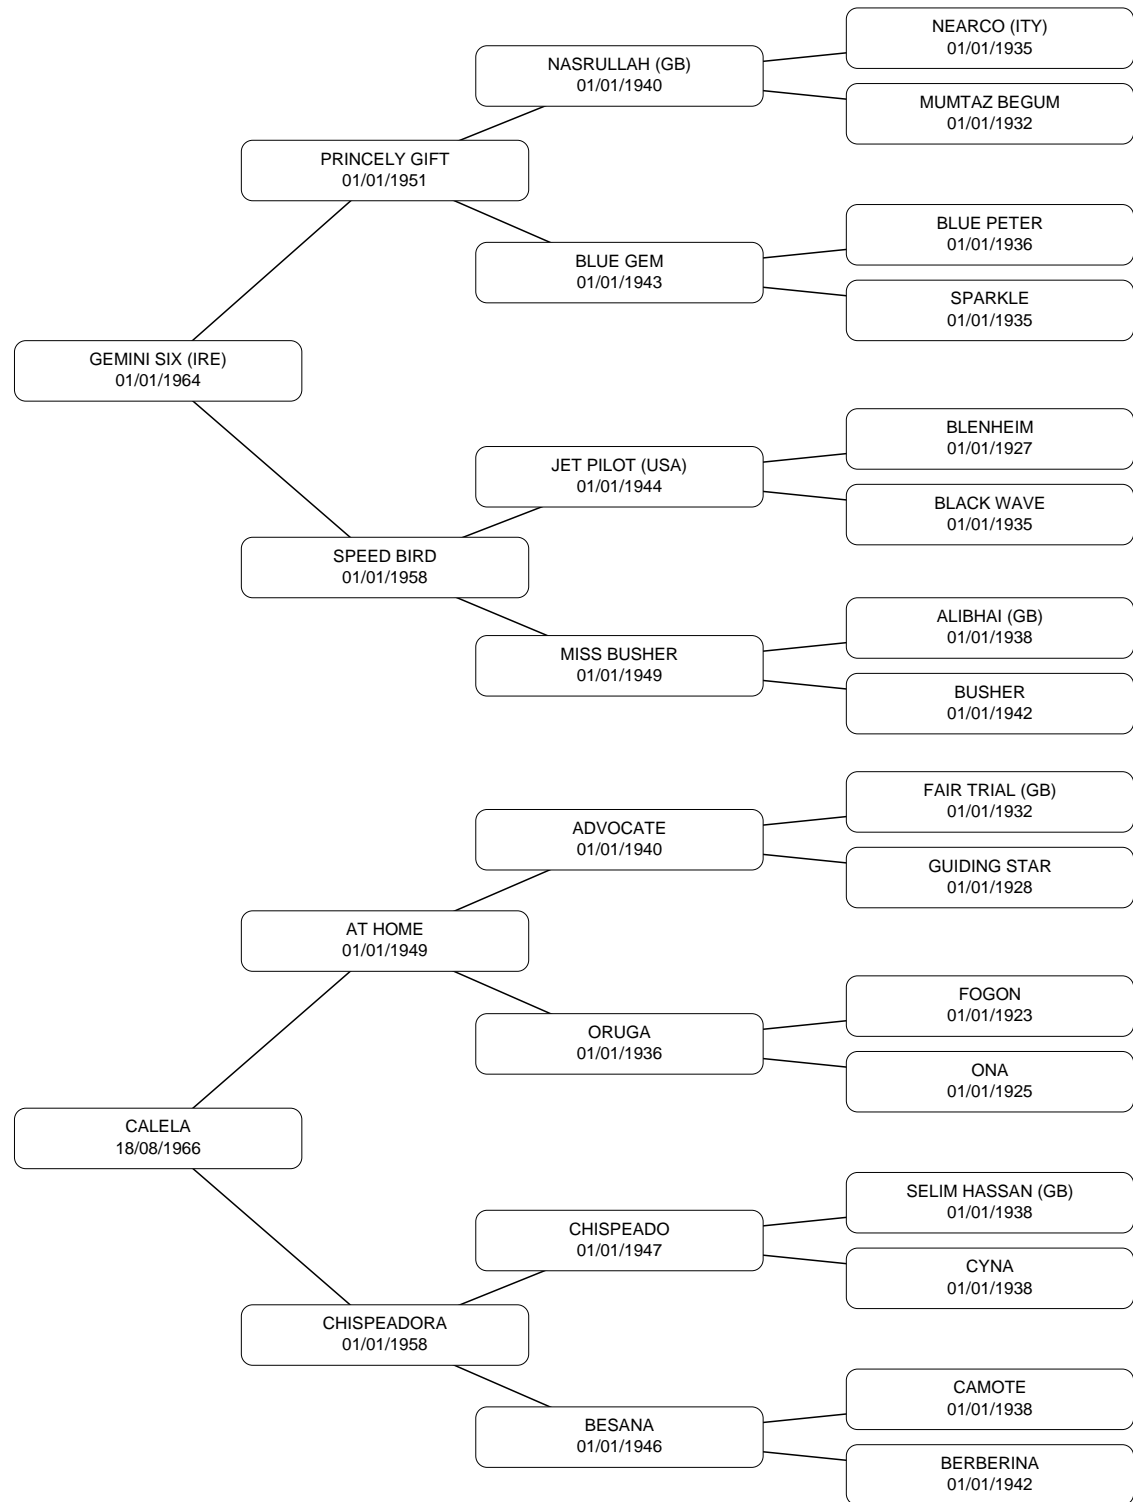 NEARCO (ITY)
01/01/1935
NASRULLAH (GB)
01/01/1940
MUMTAZ BEGUM
01/01/1932
PRINCELY GIFT
01/01/1951
BLUE PETER
01/01/1936
BLUE GEM
01/01/1943
SPARKLE
01/01/1935
GEMINI SIX (IRE)
01/01/1964
BLENHEIM
01/01/1927
JET PILOT (USA)
01/01/1944
BLACK WAVE
01/01/1935
SPEED BIRD
01/01/1958
ALIBHAI (GB)
01/01/1938
MISS BUSHER
01/01/1949
BUSHER
01/01/1942
FAIR TRIAL (GB)
01/01/1932
ADVOCATE
01/01/1940
GUIDING STAR
01/01/1928
AT HOME
01/01/1949
FOGON
01/01/1923
ORUGA
01/01/1936
ONA
01/01/1925
CALELA
18/08/1966
SELIM HASSAN (GB)
01/01/1938
CHISPEADO
01/01/1947
CYNA
01/01/1938
CHISPEADORA
01/01/1958
CAMOTE
01/01/1938
BESANA
01/01/1946
BERBERINA
01/01/1942